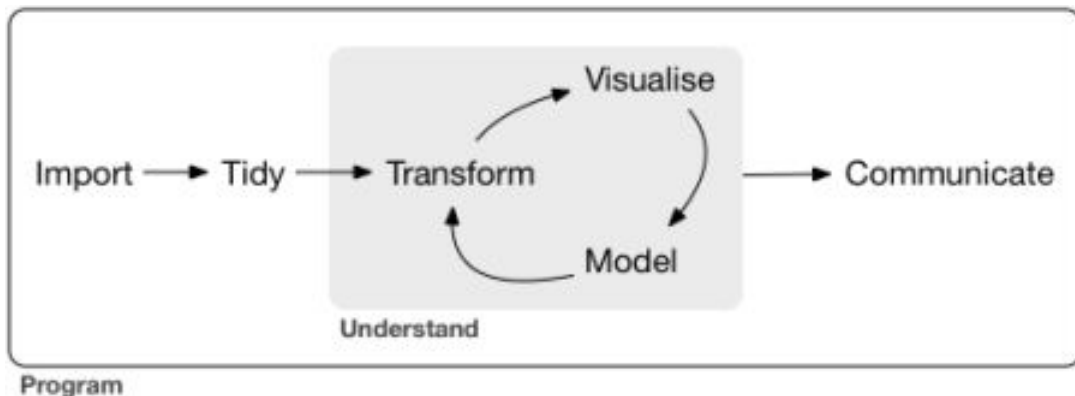 Visualise
Import Tidy Transform Communicate
Model
Understand
Program